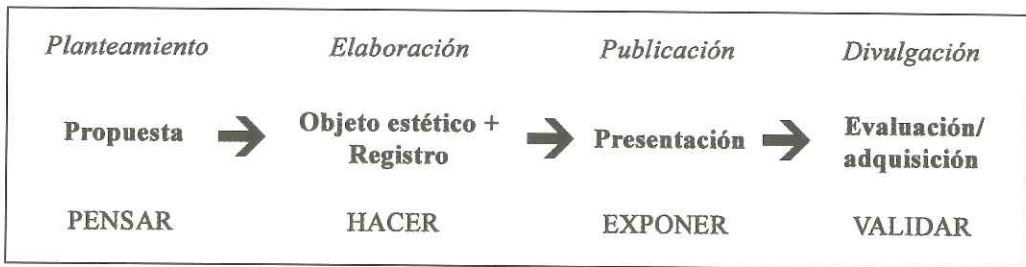 Planteamiento Elaboración Publicación Divulgación
Propuesta → Objeto estético + Registro → Presentación → Evaluación/ adquisición
PENSAR HACER EXPONER VALIDAR